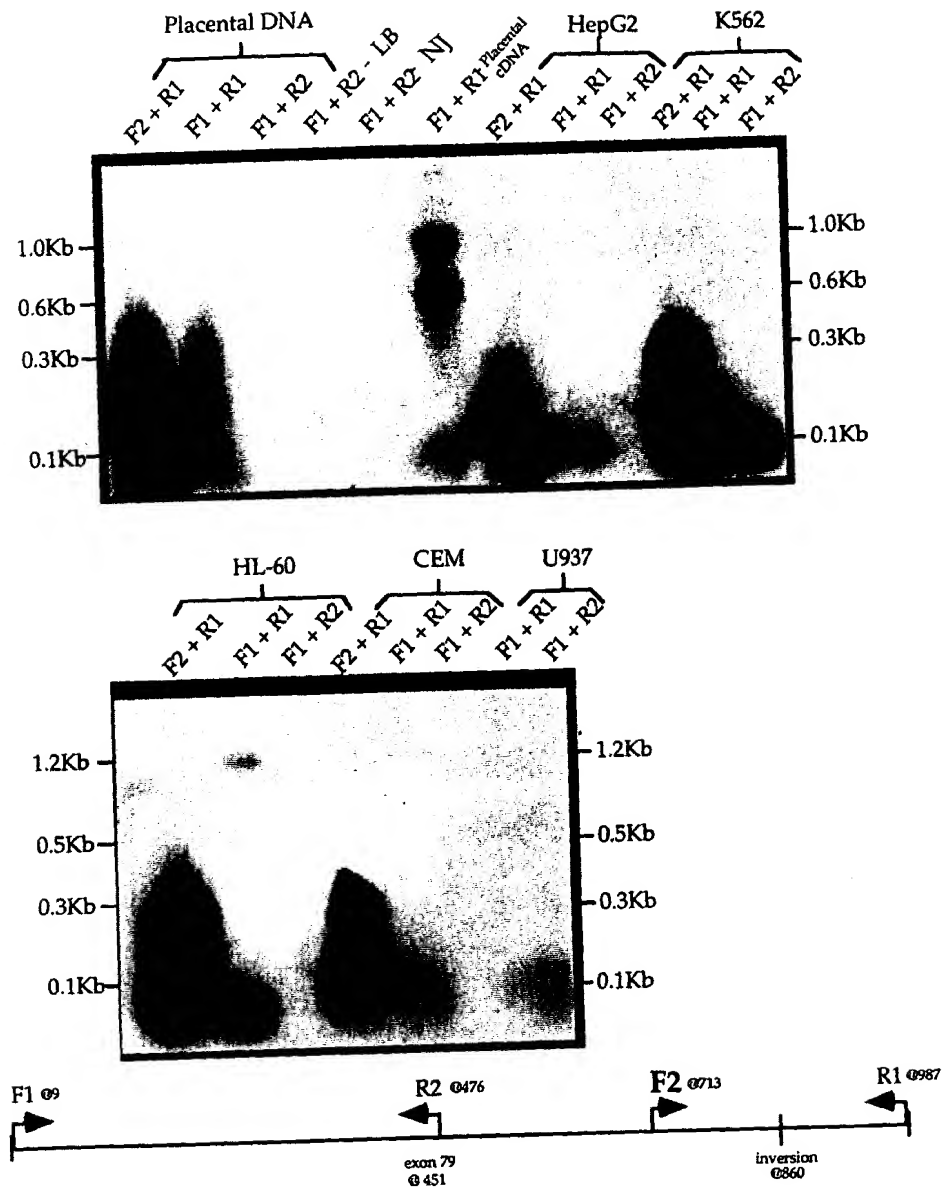 Placental DNA
HepG2
K562
F2 + R1
F1 + R1
F1 + R2
F1 + R2 - LB
F1 + R2 - NJ
F1 + R1 Placental cDNA
F2 + R1
F1 + R1
F1 + R2
F2 + R1
F1 + R1
F1 + R2
1.0Kb
0.6Kb
0.3Kb
0.1Kb
1.0Kb
0.6Kb
0.3Kb
0.1Kb
HL-60
CEM
U937
F2 + R1
F1 + R1
F1 + R2
F2 + R1
F1 + R1
F1 + R2
F1 + R1
F1 + R2
1.2Kb
0.5Kb
0.3Kb
0.1Kb
1.2Kb
0.5Kb
0.3Kb
0.1Kb
F1 @9
R2 @476
F2 @713
R1 @987
exon 79
@ 451
inversion
@860